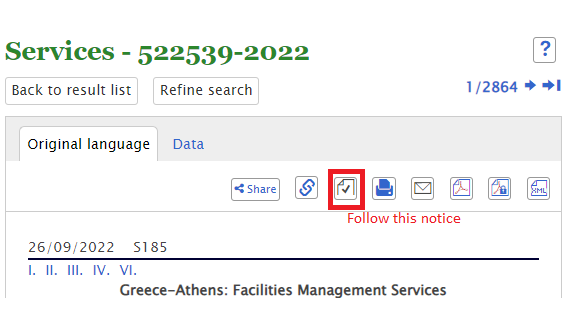 Services - 522539-2022
?
Back to result list
Refine search
1/2864
Original language
Data
Share
XML
Follow this notice
26/09/2022 S185
I. II. III. IV. VI.
Greece-Athens: Facilities Management Services